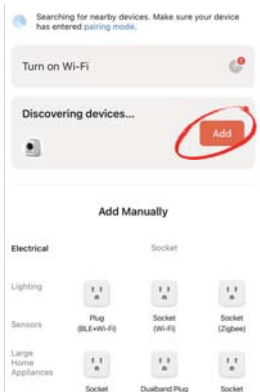 Searching for nearby devices. Make sure your device
has entered pairing mode.
Turn on Wi-Fi
Discovering devices...
Add
Add Manually
Electrical
Socket
Lighting
Plug
(BLE+Wi-Fi)
Socket
(Wi-Fi)
Socket
(Zigbee)
Sensors
Large
Home
Appliances
Socket
Dualband Plug
Socket